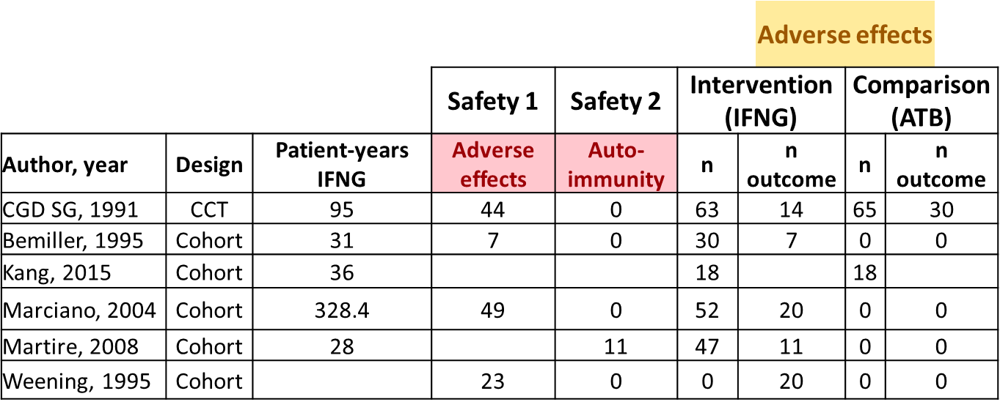 Adverse effects
Safety 1 Safety 2 Intervention (IFNG) Comparison (ATB)
Author, year Design Patient-years IFNG Adverse effects Auto-immunity n n outcome n n outcome
CGD SG, 1991 CCT 95 44 0 63 14 65 30
Bemiller, 1995 Cohort 31 7 0 30 7 0 0
Kang, 2015 Cohort 36 18 18
Marciano, 2004 Cohort 328.4 49 0 52 20 0 0
Martire, 2008 Cohort 28 11 47 11 0 0
Weening, 1995 Cohort 23 0 0 20 0 0